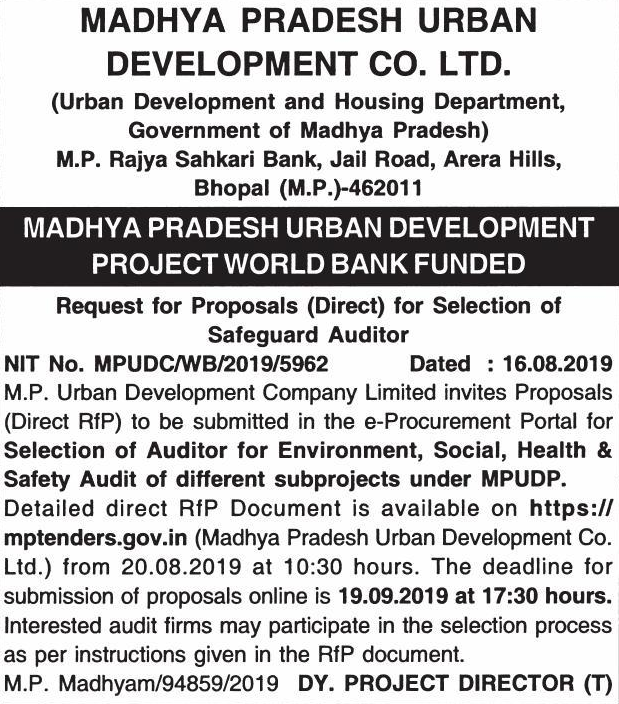 MADHYA PRADESH URBAN
DEVELOPMENT CO. LTD.
(Urban Development and Housing Department,
Government of Madhya Pradesh)
M.P. Rajya Sahkari Bank, Jail Road, Arera Hills,
Bhopal (M.P.)-462011
MADHYA PRADESH URBAN DEVELOPMENT
PROJECT WORLD BANK FUNDED
Request for Proposals (Direct) for Selection of
Safeguard Auditor
NIT No. MPUDC/WB/2019/5962 Dated : 16.08.2019
M.P. Urban Development Company Limited invites Proposals
(Direct RfP) to be submitted in the e-Procurement Portal for
Selection of Auditor for Environment, Social, Health &
Safety Audit of different subprojects under MPUDP.
Detailed direct RfP Document is available on https://
mptenders.gov.in (Madhya Pradesh Urban Development Co.
Ltd.) from 20.08.2019 at 10:30 hours. The deadline for
submission of proposals online is 19.09.2019 at 17:30 hours.
Interested audit firms may participate in the selection process
as per instructions given in the RfP document.
M.P. Madhyam/94859/2019 DY. PROJECT DIRECTOR (T)